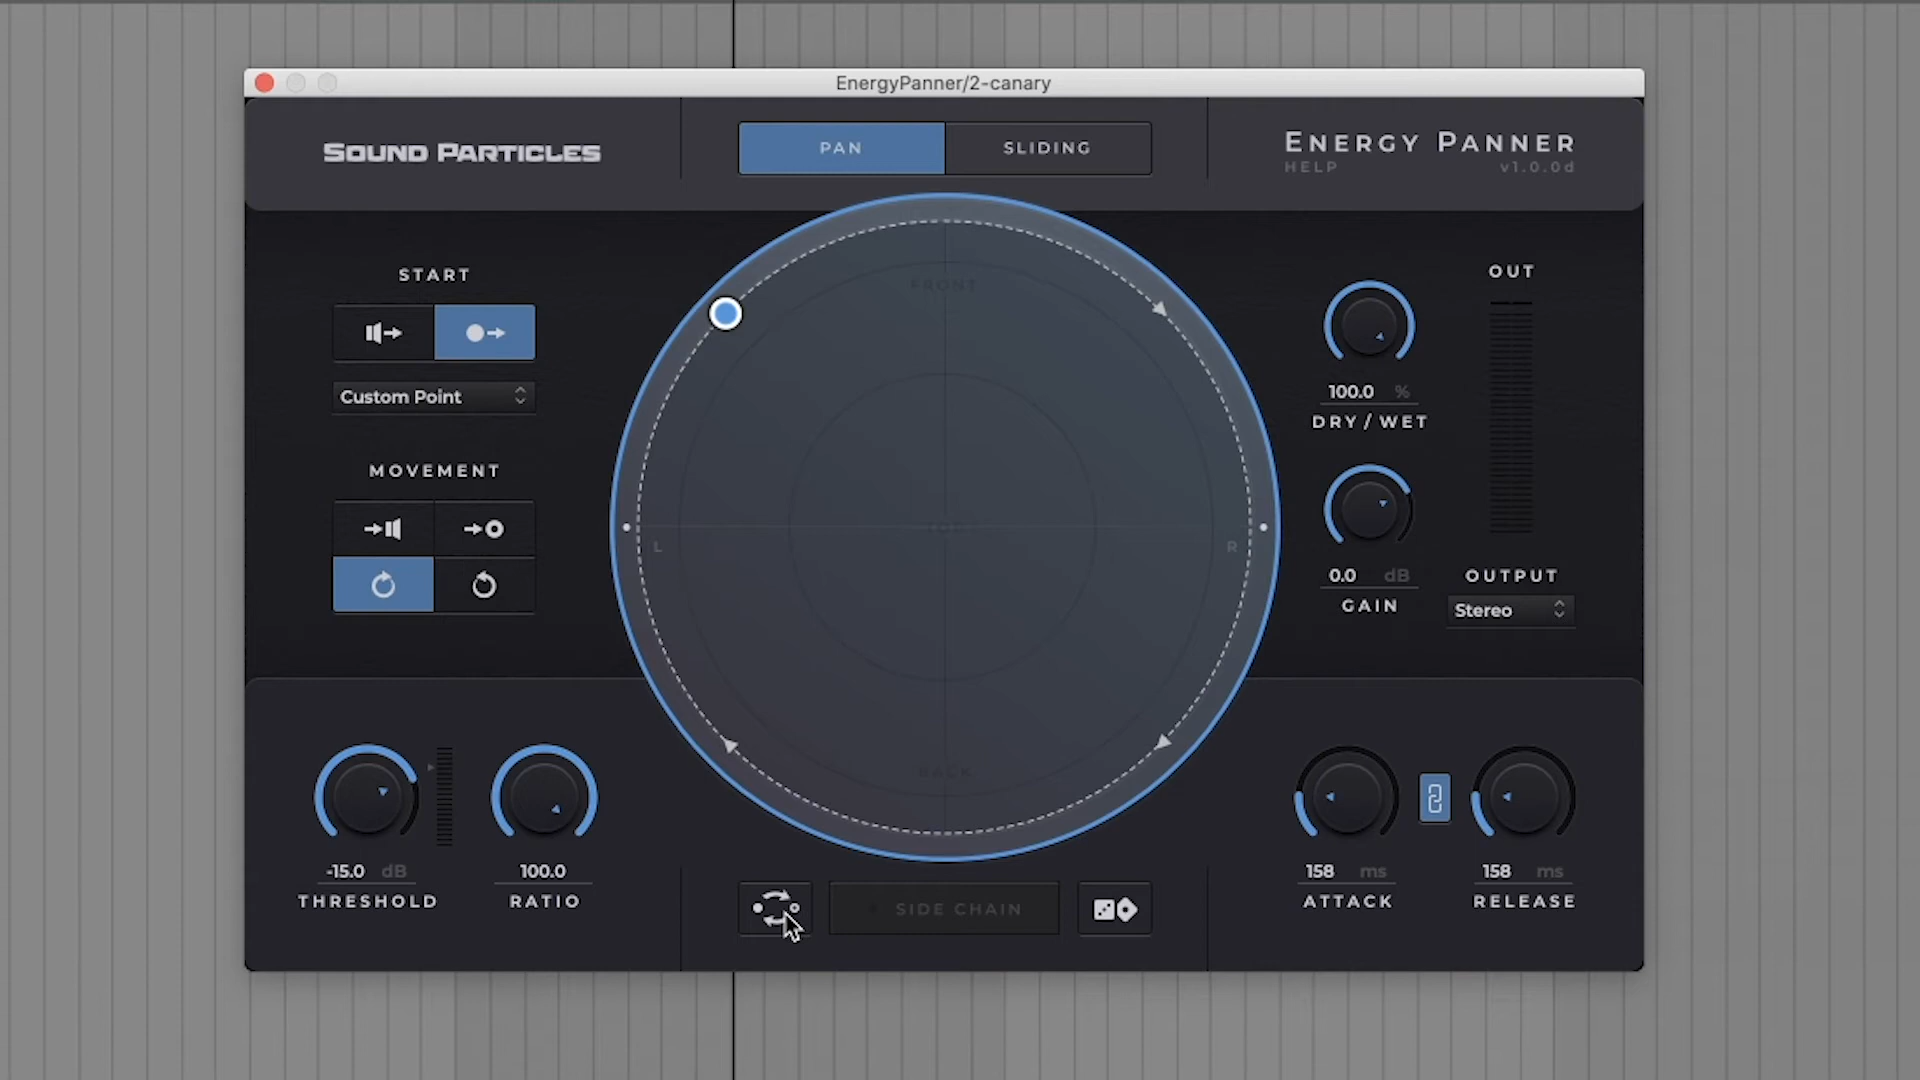 EnergyPanner/2-canary
SOUND PARTICLES
PAN
SLIDING
ENERGY PANNER
HELP
v1.0.0d
START
Custom Point
MOVEMENT
FRONT
L
R
BACK
100.0 %
DRY / WET
0.0 dB
GAIN
OUT
OUTPUT
Stereo
-15.0 dB
THRESHOLD
100.0
RATIO
SIDE CHAIN
158 ms
ATTACK
158 ms
RELEASE